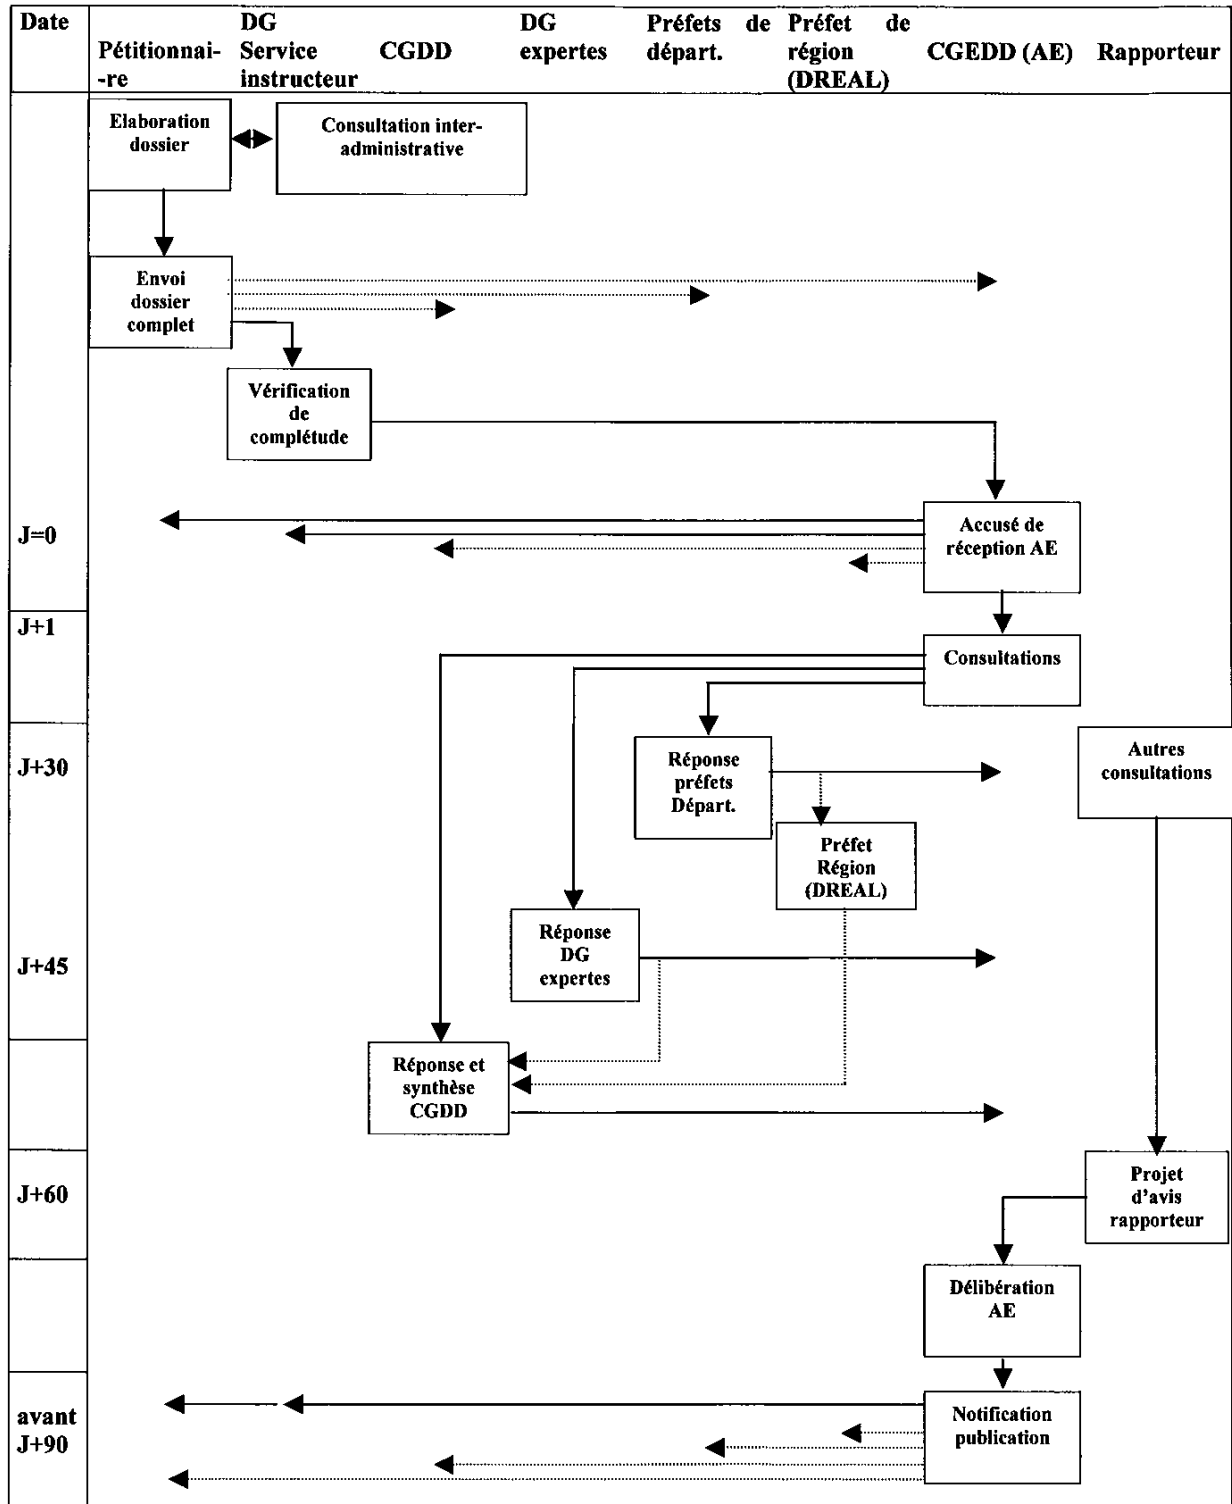 Date
Pétitionnai-
-re
DG
Service
instructeur
CGDD
DG
expertes
Préfets de
départ.
Préfet de
région
(DREAL)
CGEDD (AE)
Rapporteur
Elaboration
dossier
Consultation inter-
administrative
Envoi
dossier
complet
Vérification
de
complétude
J=0
Accusé de
réception AE
J+1
Consultations
J+30
Réponse
préfets
Départ.
Autres
consultations
Préfet
Région
(DREAL)
J+45
Réponse
DG
expertes
Réponse et
synthèse
CGDD
J+60
Projet
d'avis
rapporteur
Délibération
AE
avant
J+90
Notification
publication